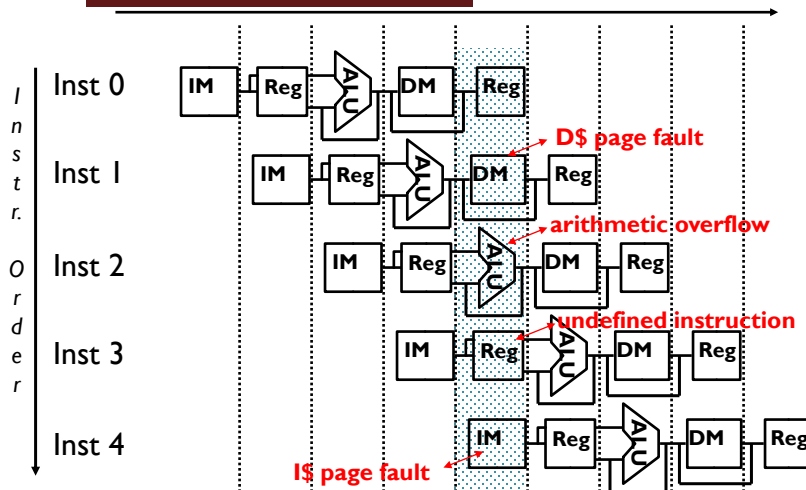 Instr. Order
Inst 0
IM
Reg
ALU
DM
Reg
Inst 1
IM
Reg
ALU
DM
Reg
D$ page fault
Inst 2
IM
Reg
ALU
DM
Reg
arithmetic overflow
Inst 3
IM
Reg
ALU
DM
Reg
undefined instruction
Inst 4
IM
Reg
ALU
DM
Reg
I$ page fault